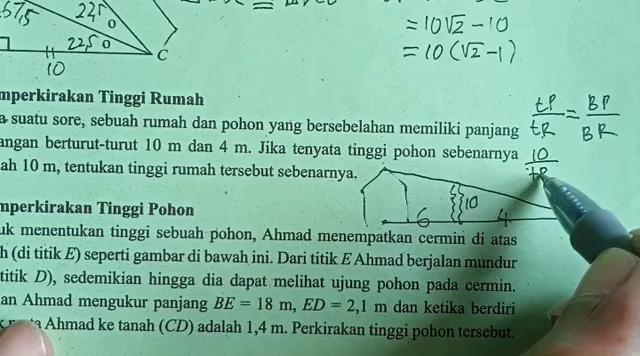 67,5
22,5
0
22,5
0
C
10
= 10√2 - 10
= 10 (√2 - 1)
mperkirakan Tinggi Rumah
a suatu sore, sebuah rumah dan pohon yang bersebelahan memiliki panjang
angan berturut-turut 10 m dan 4 m. Jika tenyata tinggi pohon sebenarnya
ah 10 m, tentukan tinggi rumah tersebut sebenarnya.
tP/tR = BP/BR
10/tR
10
6
4
mperkirakan Tinggi Pohon
uk menentukan tinggi sebuah pohon, Ahmad menempatkan cermin di atas
h (di titik E) seperti gambar di bawah ini. Dari titik E Ahmad berjalan mundur
titik D), sedemikian hingga dia dapat melihat ujung pohon pada cermin.
an Ahmad mengukur panjang BE = 18 m, ED = 2,1 m dan ketika berdiri
a Ahmad ke tanah (CD) adalah 1,4 m. Perkirakan tinggi pohon tersebut.